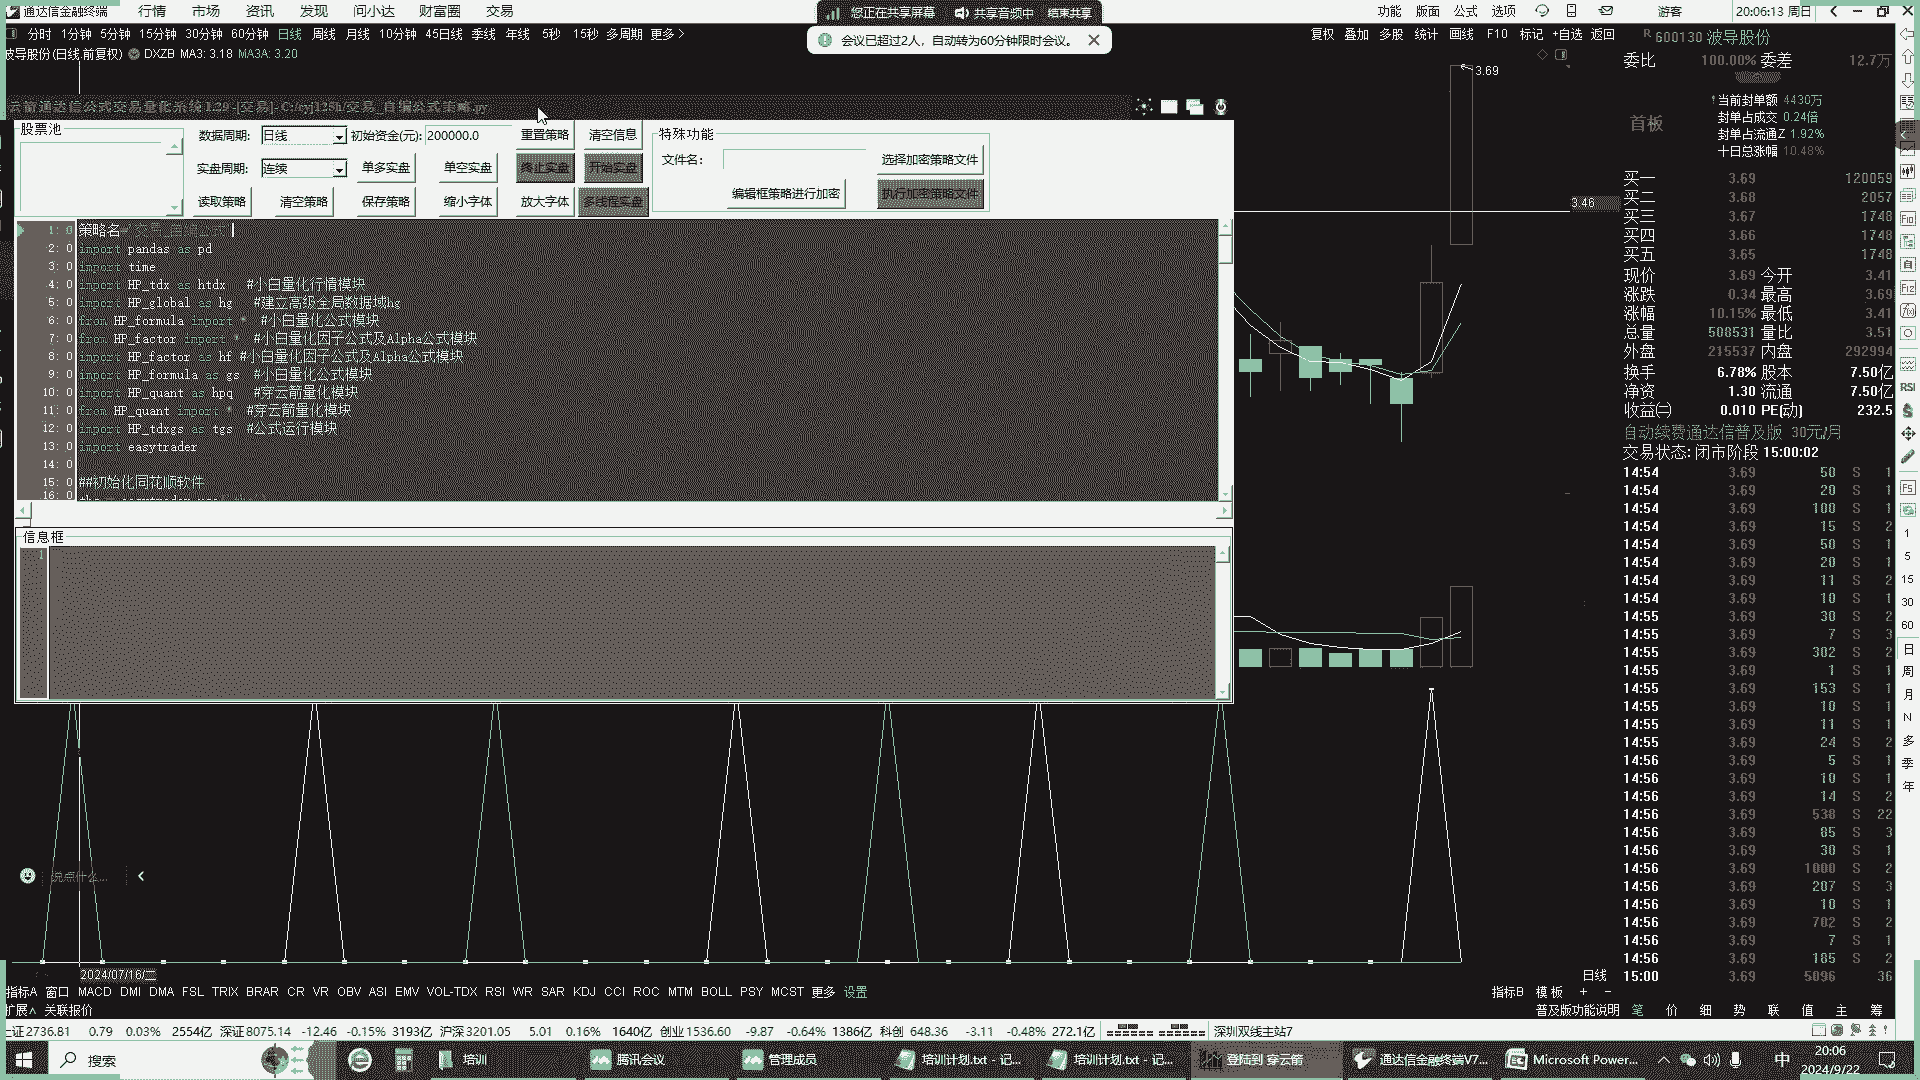 通达信金融终端 行情 市场 资讯 发现 问小达 财富圈 交易 您正在共享屏幕 共享音频中 结束共享 功能 版面 公式 选项 游客 20:06:13 周日
分时 1分钟 5分钟 15分钟 30分钟 60分钟 日线 周线 月线 10分钟 45日线 季线 年线 5秒 15秒 多周期 更多> 复权 叠加 多股 统计 画线 F10 标记 +自选 返回
会议已超过2人，自动转为60分钟限时会议。
R 600130 波导股份
波导股份(日线.前复权) DXZB MA3: 3.18 MA3A: 3.20
委比 100.00% 委差 12.7万
3.69
云箭通达信公式交易量化系统1.29 -[交易]- C:/cyj125h/交易_自编公式策略.py
股票池 数据周期: 日线 初始资金(元): 200000.0 重置策略 清空信息 特殊功能
实盘周期: 连续 单多实盘 单空实盘 终止实盘 开始实盘 文件名: 选择加密策略文件
读取策略 清空策略 保存策略 缩小字体 放大字体 多线程实盘 编辑框策略进行加密 执行加密策略文件
1: 0 策略名='交易_自编公式'
2: 0 import pandas as pd
3: 0 import time
4: 0 import HP_tdx as htdx #小白量化行情模块
5: 0 import HP_global as hg #建立高级全局数据域hg
6: 0 from HP_formula import * #小白量化公式模块
7: 0 from HP_factor import * #小白量化因子公式及Alpha公式模块
8: 0 import HP_factor as hf #小白量化因子公式及Alpha公式模块
9: 0 import HP_formula as gs #小白量化公式模块
10: 0 import HP_quant as hpq #穿云箭量化模块
11: 0 from HP_quant import * #穿云箭量化模块
12: 0 import HP_tdxgs as tgs #公式运行模块
13: 0 import easytrader
14: 0
15: 0 ##初始化同花顺软件
16: 0
信息框
1
3.46
首板
↑当前封单额 4430万
封单占成交 0.24倍
封单占流通Z 1.92%
十日总涨幅 10.48%
买一 3.69 120059
买二 3.68 2057
买三 3.67 1748
买四 3.66 1748
买五 3.65 1748
现价 3.69 今开 3.41
涨跌 0.34 最高 3.69
涨幅 10.15% 最低 3.41
总量 508531 量比 3.51
外盘 215537 内盘 292994
换手 6.78% 股本 7.50亿
净资 1.30 流通 7.50亿
收益㈡ 0.010 PE(动) 232.5
自动续费通达信普及版 30元/月
交易状态: 闭市阶段 15:00:02
14:54 3.69 50 S 1
14:54 3.69 20 S 1
14:54 3.69 100 S 1
14:54 3.69 15 S 2
14:54 3.69 50 S 1
14:54 3.69 20 S 1
14:54 3.69 11 S 2
14:54 3.69 10 S 1
14:55 3.69 30 S 2
14:55 3.69 7 S 3
14:55 3.69 302 S 2
14:55 3.69 1 S 1
14:55 3.69 153 S 1
14:55 3.69 10 S 1
14:55 3.69 11 S 1
14:55 3.69 24 S 2
14:56 3.69 5 S 1
14:56 3.69 10 S 1
14:56 3.69 14 S 2
14:56 3.69 538 S 22
14:56 3.69 85 S 3
14:56 3.69 30 S 1
14:56 3.69 1000 S 2
14:56 3.69 207 S 3
14:56 3.69 10 S 1
14:56 3.69 702 S 2
14:56 3.69 7 S 1
14:56 3.69 185 S 2
15:00 3.69 5096 36
F10
自
F12
RSI
F5
1
5
15
30
60
日
周
月
N
多
季
年
说点什么...
2024/07/16/二 日线
指标A 窗口 MACD DMI DMA FSL TRIX BRAR CR VR OBV ASI EMV VOL-TDX RSI WR SAR KDJ CCI ROC MTM BOLL PSY MCST 更多 设置 指标B 模板 + -
扩展∧ 关联报价 普及版功能说明 笔 价 细 势 联 值 主 筹
上证2736.81 0.79 0.03% 2554亿 深证8075.14 -12.46 -0.15% 3193亿 沪深3201.05 5.01 0.16% 1640亿 创业1536.60 -9.87 -0.64% 1386亿 科创 648.36 -3.11 -0.48% 272.1亿 深圳双线主站7
搜索 培训 腾讯会议 管理成员 培训计划.txt - 记... 培训计划.txt - 记... 登陆到 穿云箭 通达信金融终端V7... Microsoft Power... 中 20:06
2024/9/22